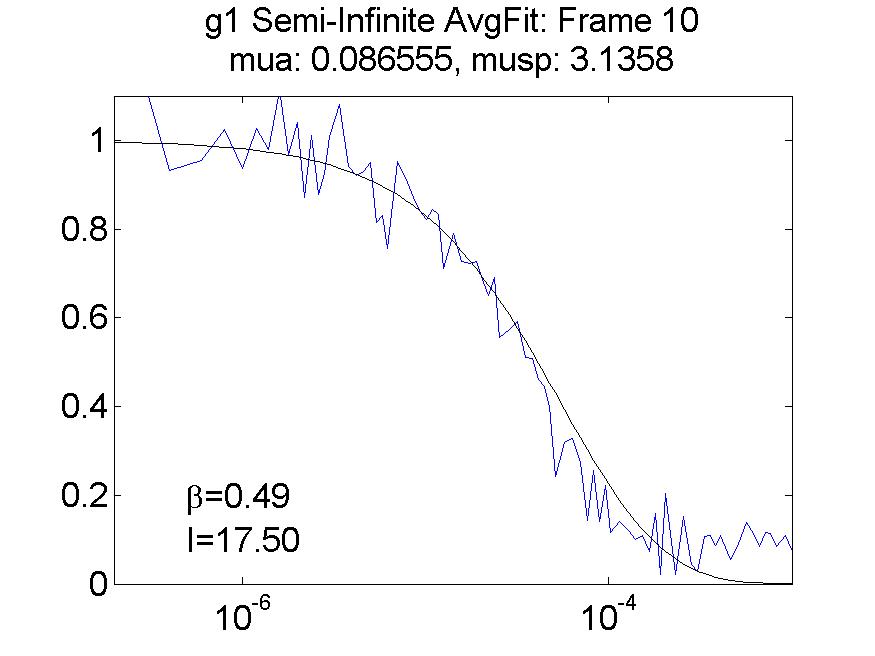 g1 Semi-Infinite AvgFit: Frame 10
mua: 0.086555, musp: 3.1358
1
0.8
0.6
0.4
0.2
0
β=0.49
I=17.50
10^-6
10^-4